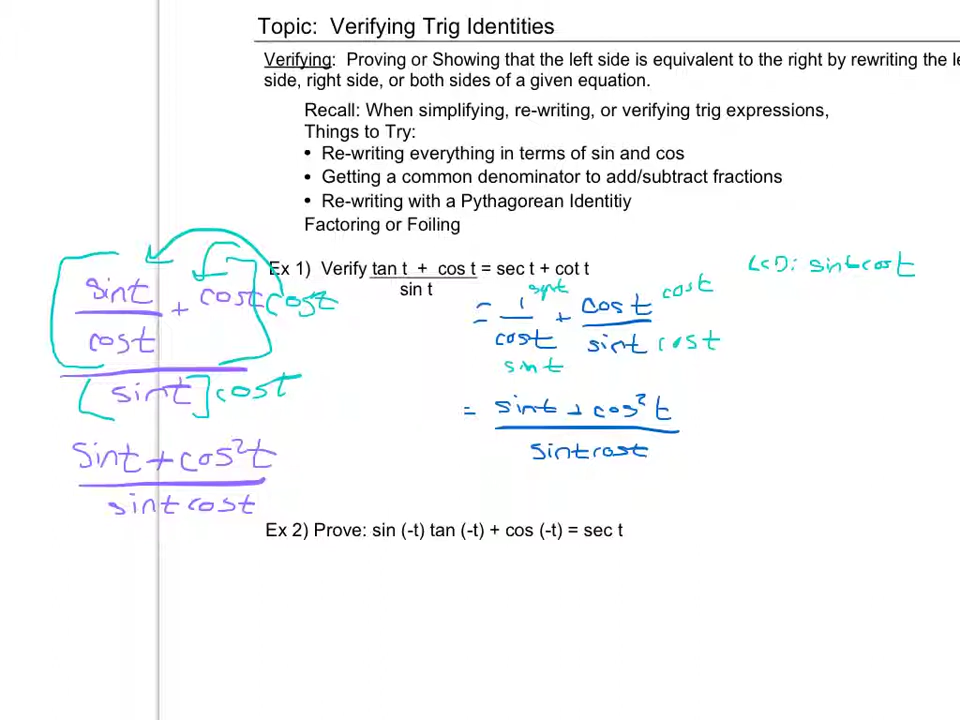 Topic: Verifying Trig Identities
Verifying: Proving or Showing that the left side is equivalent to the right by rewriting the le
side, right side, or both sides of a given equation.
Recall: When simplifying, re-writing, or verifying trig expressions,
Things to Try:
• Re-writing everything in terms of sin and cos
• Getting a common denominator to add/subtract fractions
• Re-writing with a Pythagorean Identitiy
Factoring or Foiling
Ex 1) Verify tan t + cos t = sec t + cot t
sin t
LCD: sint cost
sint + cost cost
cost
[sint] cost
sint + cos²t
sint cost
= 1 sint + cost cost
cost sint cost
sint
= sint + cos²t
sint cost
Ex 2) Prove: sin (-t) tan (-t) + cos (-t) = sec t